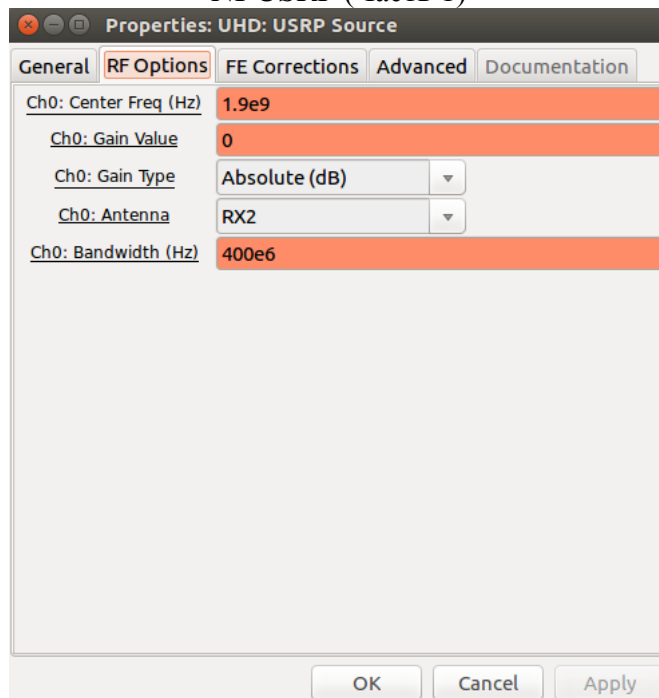 Properties: UHD: USRP Source
General RF Options FE Corrections Advanced Documentation
Ch0: Center Freq (Hz) 1.9e9
Ch0: Gain Value 0
Ch0: Gain Type Absolute (dB)
Ch0: Antenna RX2
Ch0: Bandwidth (Hz) 400e6
OK Cancel Apply